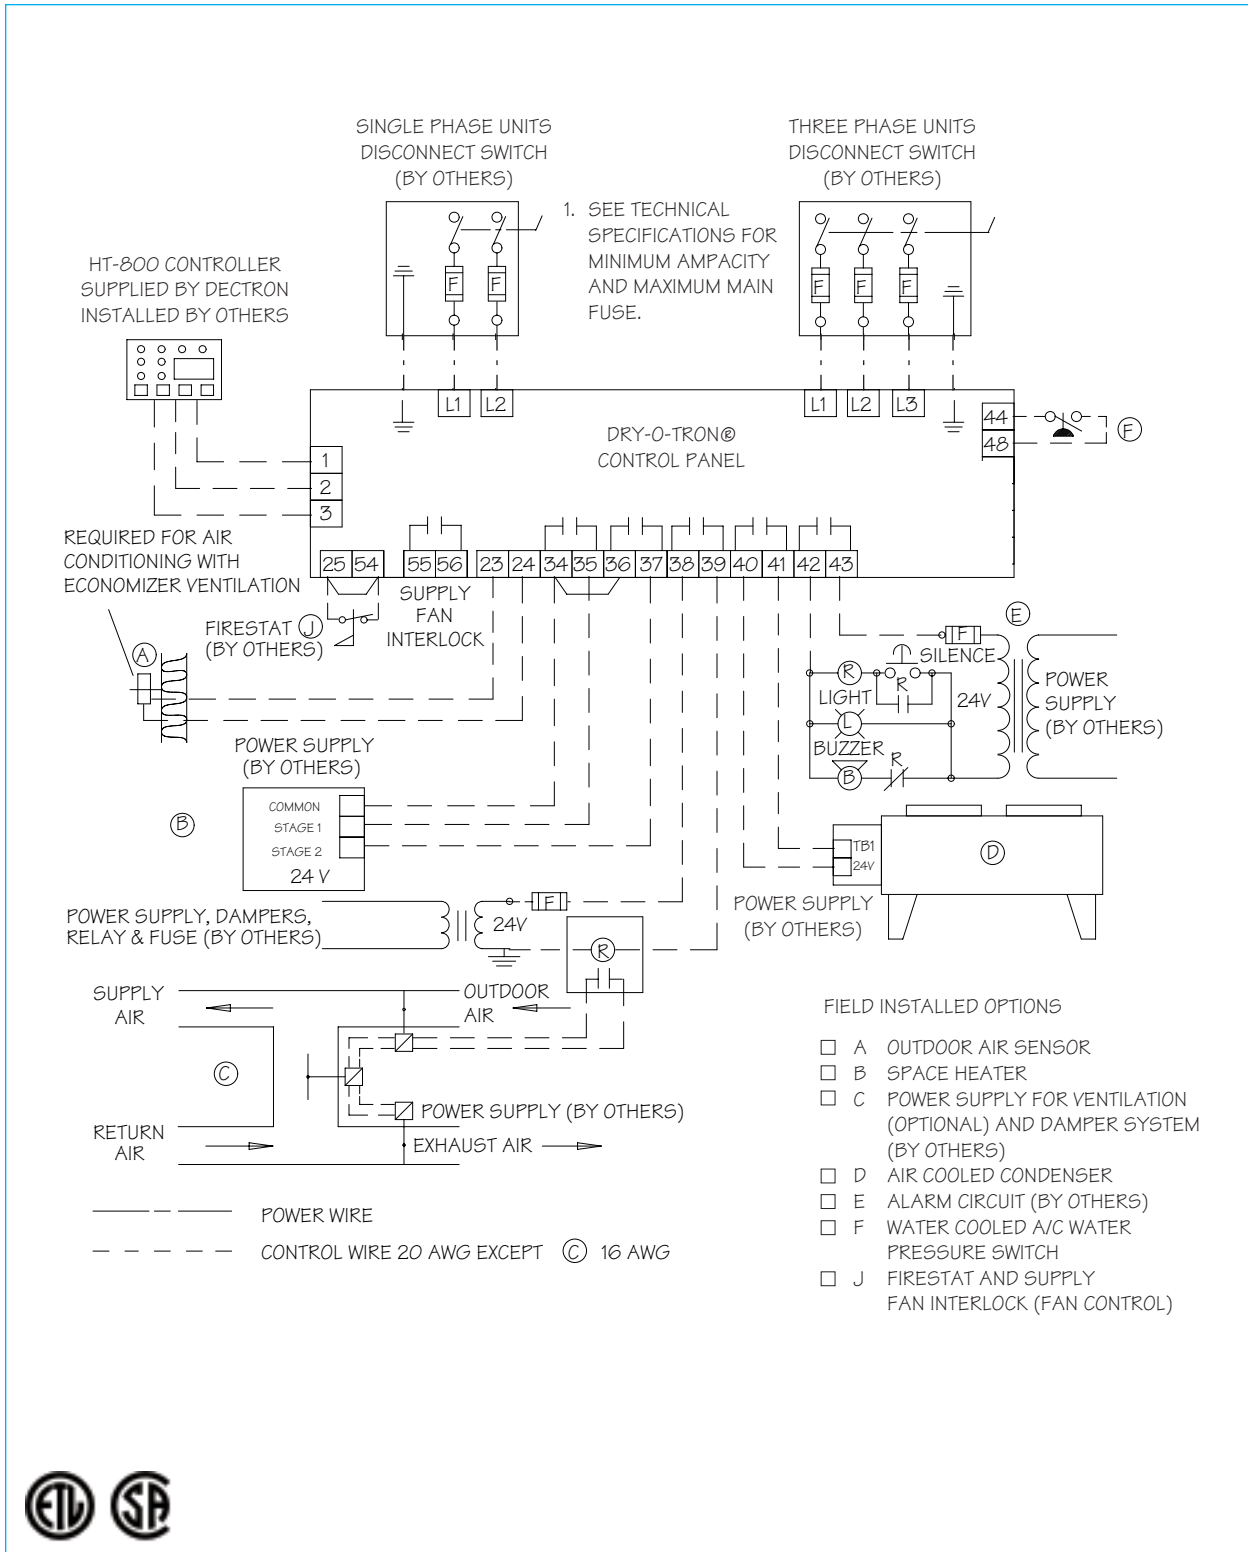 SINGLE PHASE UNITS
DISCONNECT SWITCH
(BY OTHERS)
THREE PHASE UNITS
DISCONNECT SWITCH
(BY OTHERS)
1. SEE TECHNICAL
SPECIFICATIONS FOR
MINIMUM AMPACITY
AND MAXIMUM MAIN
FUSE.
F F
F F F
HT-800 CONTROLLER
SUPPLIED BY DECTRON
INSTALLED BY OTHERS
L1 L2
L1 L2 L3
DRY-O-TRON®
CONTROL PANEL
44
48
F
1
2
3
25 54 55 56 23 24 34 35 36 37 38 39 40 41 42 43
REQUIRED FOR AIR
CONDITIONING WITH
ECONOMIZER VENTILATION
SUPPLY
FAN
INTERLOCK
FIRESTAT J
(BY OTHERS)
A
E
F
SILENCE
R
R
LIGHT
L
BUZZER
R
B
24V
POWER
SUPPLY
(BY OTHERS)
POWER SUPPLY
(BY OTHERS)
B
COMMON
STAGE 1
STAGE 2
24 V
TB1
24V
D
POWER SUPPLY
(BY OTHERS)
POWER SUPPLY, DAMPERS,
RELAY & FUSE (BY OTHERS)
24V
F
R
SUPPLY
AIR
OUTDOOR
AIR
C
POWER SUPPLY (BY OTHERS)
RETURN
AIR
EXHAUST AIR
POWER WIRE
CONTROL WIRE 20 AWG EXCEPT C 16 AWG
FIELD INSTALLED OPTIONS
A OUTDOOR AIR SENSOR
B SPACE HEATER
C POWER SUPPLY FOR VENTILATION
(OPTIONAL) AND DAMPER SYSTEM
(BY OTHERS)
D AIR COOLED CONDENSER
E ALARM CIRCUIT (BY OTHERS)
F WATER COOLED A/C WATER
PRESSURE SWITCH
J FIRESTAT AND SUPPLY
FAN INTERLOCK (FAN CONTROL)
ETL SA